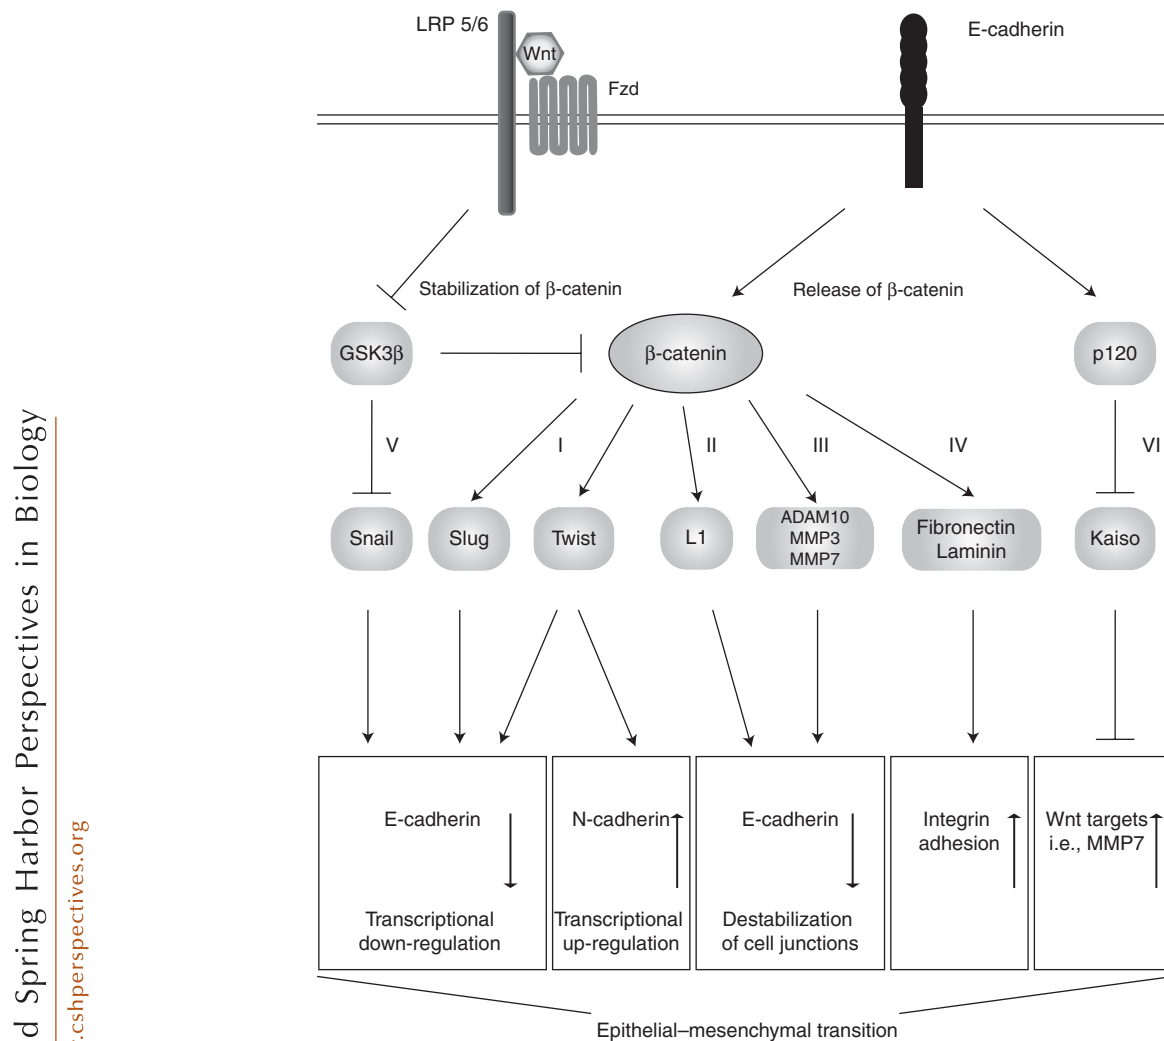 LRP 5/6
Wnt
Fzd
E-cadherin
Stabilization of β-catenin
Release of β-catenin
GSK3β
β-catenin
p120
V
I
II
III
IV
VI
Snail
Slug
Twist
L1
ADAM10
MMP3
MMP7
Fibronectin
Laminin
Kaiso
E-cadherin
Transcriptional
down-regulation
N-cadherin
Transcriptional
up-regulation
E-cadherin
Destabilization
of cell junctions
Integrin
adhesion
Wnt targets
i.e., MMP7
Epithelial–mesenchymal transition
d Spring Harbor Perspectives in Biology
.cshperspectives.org